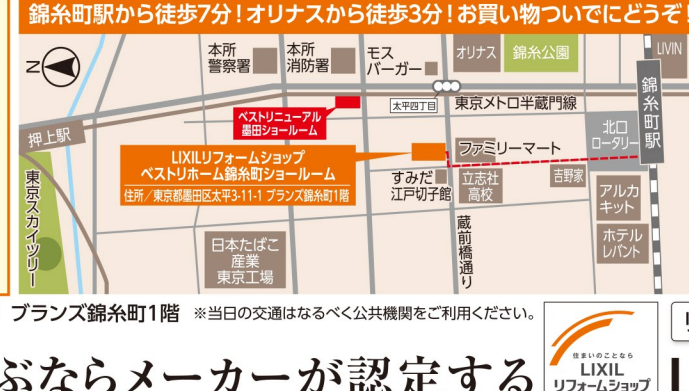 錦糸町駅から徒歩7分！オリナスから徒歩3分！お買い物ついでにどうぞ！
本所
警察署
本所
消防署
モス
バーガー
オリナス
錦糸公園
LIVIN
N
太平四丁目
東京メトロ半蔵門線
錦糸町駅
ベストリニューアル
墨田ショールーム
押上駅
北口
ロータリー
LIXILリフォームショップ
ベストリホーム錦糸町ショールーム
住所／東京都墨田区太平3-11-1 ブランズ錦糸町1階
ファミリーマート
すみだ
江戸切子館
立志社
高校
吉野家
アルカ
キット
東京スカイツリー
蔵前橋通り
日本たばこ
産業
東京工場
ホテル
レバント
ブランズ錦糸町1階 ※当日の交通はなるべく公共機関をご利用ください。
ぶならメーカーが認定する
住まいのことなら
LIXIL
リフォームショップ